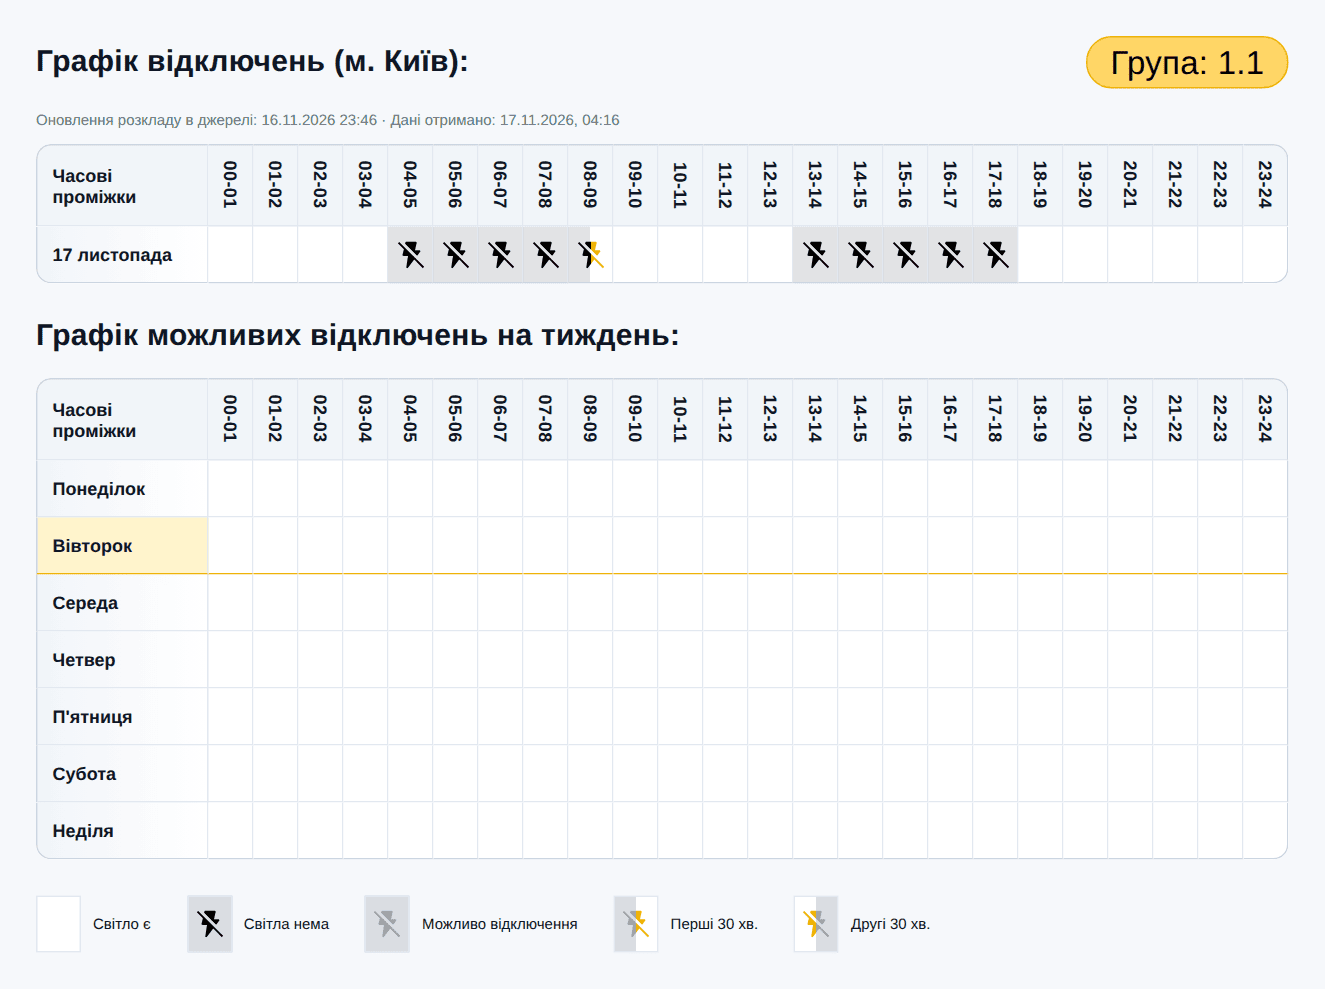 Графік відключень (м. Київ):
Група: 1.1
Оновлення розкладу в джерелі: 16.11.2026 23:46 · Дані отримано: 17.11.2026, 04:16
Часові проміжки 00-01 01-02 02-03 03-04 04-05 05-06 06-07 07-08 08-09 09-10 10-11 11-12 12-13 13-14 14-15 15-16 16-17 17-18 18-19 19-20 20-21 21-22 22-23 23-24
17 листопада
Графік можливих відключень на тиждень:
Часові проміжки 00-01 01-02 02-03 03-04 04-05 05-06 06-07 07-08 08-09 09-10 10-11 11-12 12-13 13-14 14-15 15-16 16-17 17-18 18-19 19-20 20-21 21-22 22-23 23-24
Понеділок
Вівторок
Середа
Четвер
П'ятниця
Субота
Неділя
Світло є Світла нема Можливо відключення Перші 30 хв. Другі 30 хв.